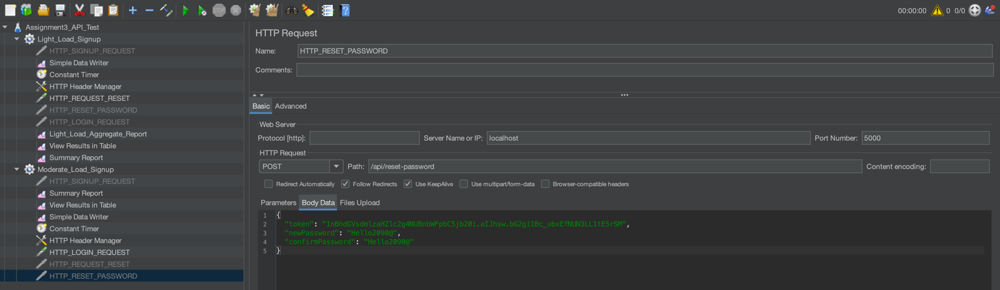 00:00:00 0 0/0
Assignment3_API_Test
Light_Load_Signup
HTTP_SIGNUP_REQUEST
Simple Data Writer
Constant Timer
HTTP Header Manager
HTTP_REQUEST_RESET
HTTP_RESET_PASSWORD
HTTP_LOGIN_REQUEST
Light_Load_Aggregate_Report
View Results in Table
Summary Report
Moderate_Load_Signup
HTTP_SIGNUP_REQUEST
Summary Report
View Results in Table
Simple Data Writer
Constant Timer
HTTP Header Manager
HTTP_LOGIN_REQUEST
HTTP_REQUEST_RESET
HTTP_RESET_PASSWORD
HTTP Request
Name: HTTP_RESET_PASSWORD
Comments:
Basic Advanced
Web Server
Protocol [http]: Server Name or IP: localhost Port Number: 5000
HTTP Request
POST Path: /api/reset-password Content encoding:
Redirect Automatically Follow Redirects Use KeepAlive Use multipart/form-data Browser-compatible headers
Parameters Body Data Files Upload
1 {
2 "token": "InBhdGVsdmlzaHZlc2g4NUBnbWFpbC5jb20i.aIJhsw.bG2gi1Bc_ubxEfNUN3LL1tE5rSM",
3 "newPassword": "Hello2090@",
4 "confirmPassword": "Hello2090@"
5 }